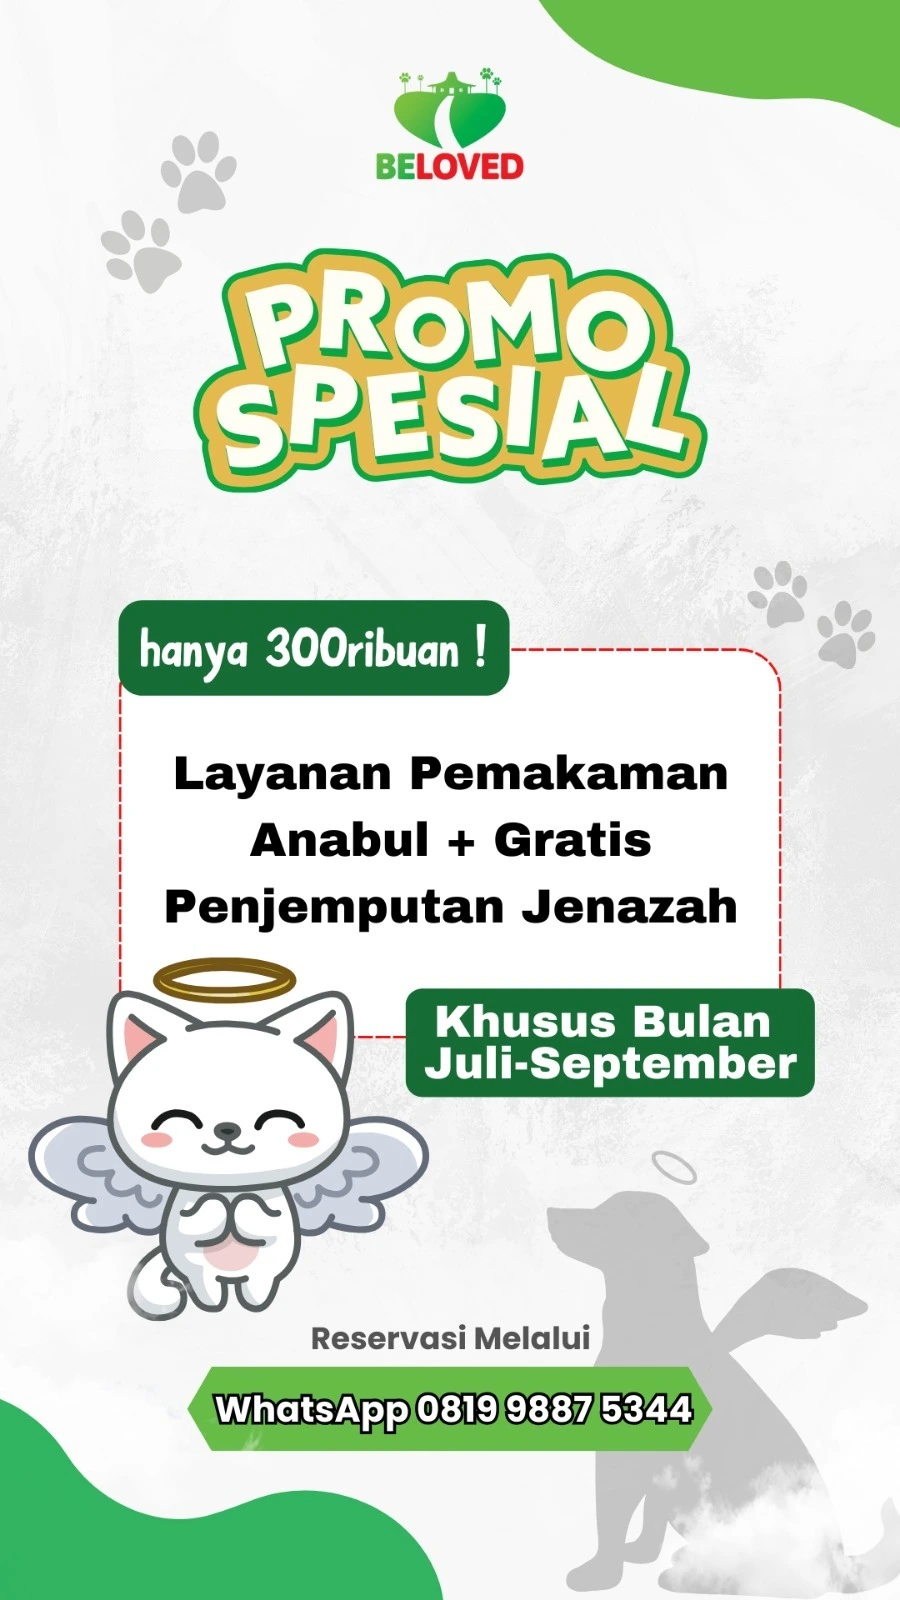 BELOVED
PROMO
SPESIAL
hanya 300ribuan !
Layanan Pemakaman
Anabul + Gratis
Penjemputan Jenazah
Khusus Bulan
Juli-September
Reservasi Melalui
WhatsApp 0819 9887 5344